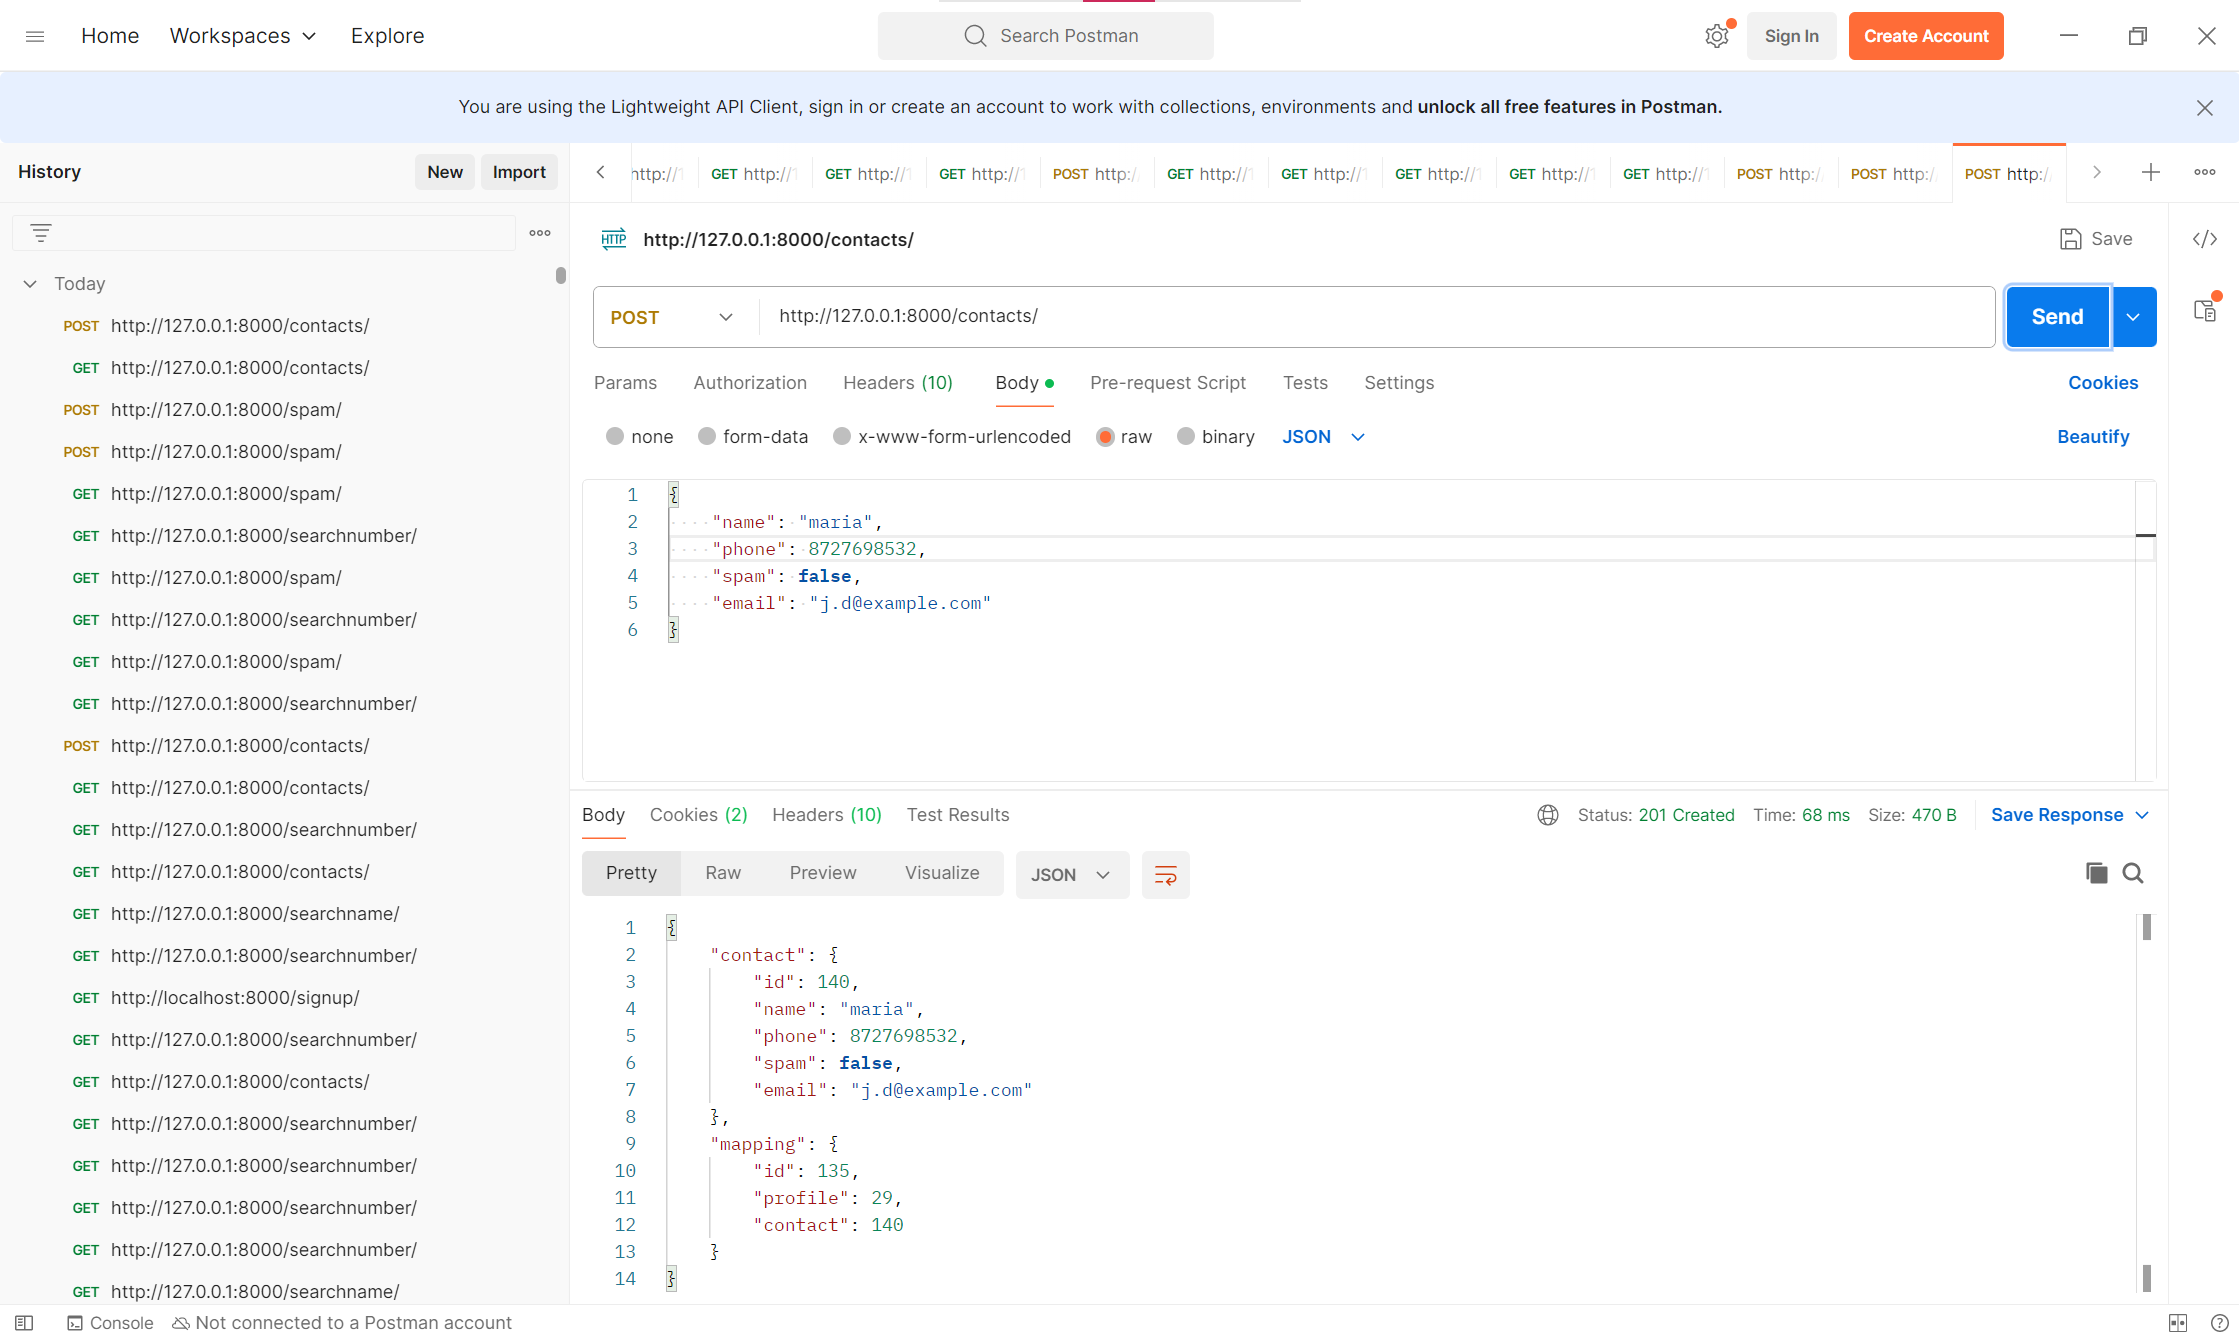 Home Workspaces Explore Search Postman Sign In Create Account
You are using the Lightweight API Client, sign in or create an account to work with collections, environments and unlock all free features in Postman.
History New Import
GET http://1 GET http://1 GET http://1 POST http:/ GET http://1 GET http://1 GET http://1 GET http://1 GET http://1 POST http:/ POST http:/ POST http:/
HTTP http://127.0.0.1:8000/contacts/ Save
Today
POST http://127.0.0.1:8000/contacts/
GET http://127.0.0.1:8000/contacts/
POST http://127.0.0.1:8000/spam/
POST http://127.0.0.1:8000/spam/
GET http://127.0.0.1:8000/spam/
GET http://127.0.0.1:8000/searchnumber/
GET http://127.0.0.1:8000/spam/
GET http://127.0.0.1:8000/searchnumber/
GET http://127.0.0.1:8000/spam/
GET http://127.0.0.1:8000/searchnumber/
POST http://127.0.0.1:8000/contacts/
GET http://127.0.0.1:8000/contacts/
GET http://127.0.0.1:8000/searchnumber/
GET http://127.0.0.1:8000/contacts/
GET http://127.0.0.1:8000/searchname/
GET http://127.0.0.1:8000/searchnumber/
GET http://localhost:8000/signup/
GET http://127.0.0.1:8000/searchnumber/
GET http://127.0.0.1:8000/contacts/
GET http://127.0.0.1:8000/searchnumber/
GET http://127.0.0.1:8000/searchnumber/
GET http://127.0.0.1:8000/searchnumber/
GET http://127.0.0.1:8000/searchnumber/
GET http://127.0.0.1:8000/searchname/
POST http://127.0.0.1:8000/contacts/ Send
Params Authorization Headers (10) Body Pre-request Script Tests Settings Cookies
none form-data x-www-form-urlencoded raw binary JSON Beautify
1 {
2 "name": "maria",
3 "phone": 8727698532,
4 "spam": false,
5 "email": "j.d@example.com"
6 }
Body Cookies (2) Headers (10) Test Results Status: 201 Created Time: 68 ms Size: 470 B Save Response
Pretty Raw Preview Visualize JSON
1 {
2 "contact": {
3 "id": 140,
4 "name": "maria",
5 "phone": 8727698532,
6 "spam": false,
7 "email": "j.d@example.com"
8 },
9 "mapping": {
10 "id": 135,
11 "profile": 29,
12 "contact": 140
13 }
14 }
Console Not connected to a Postman account